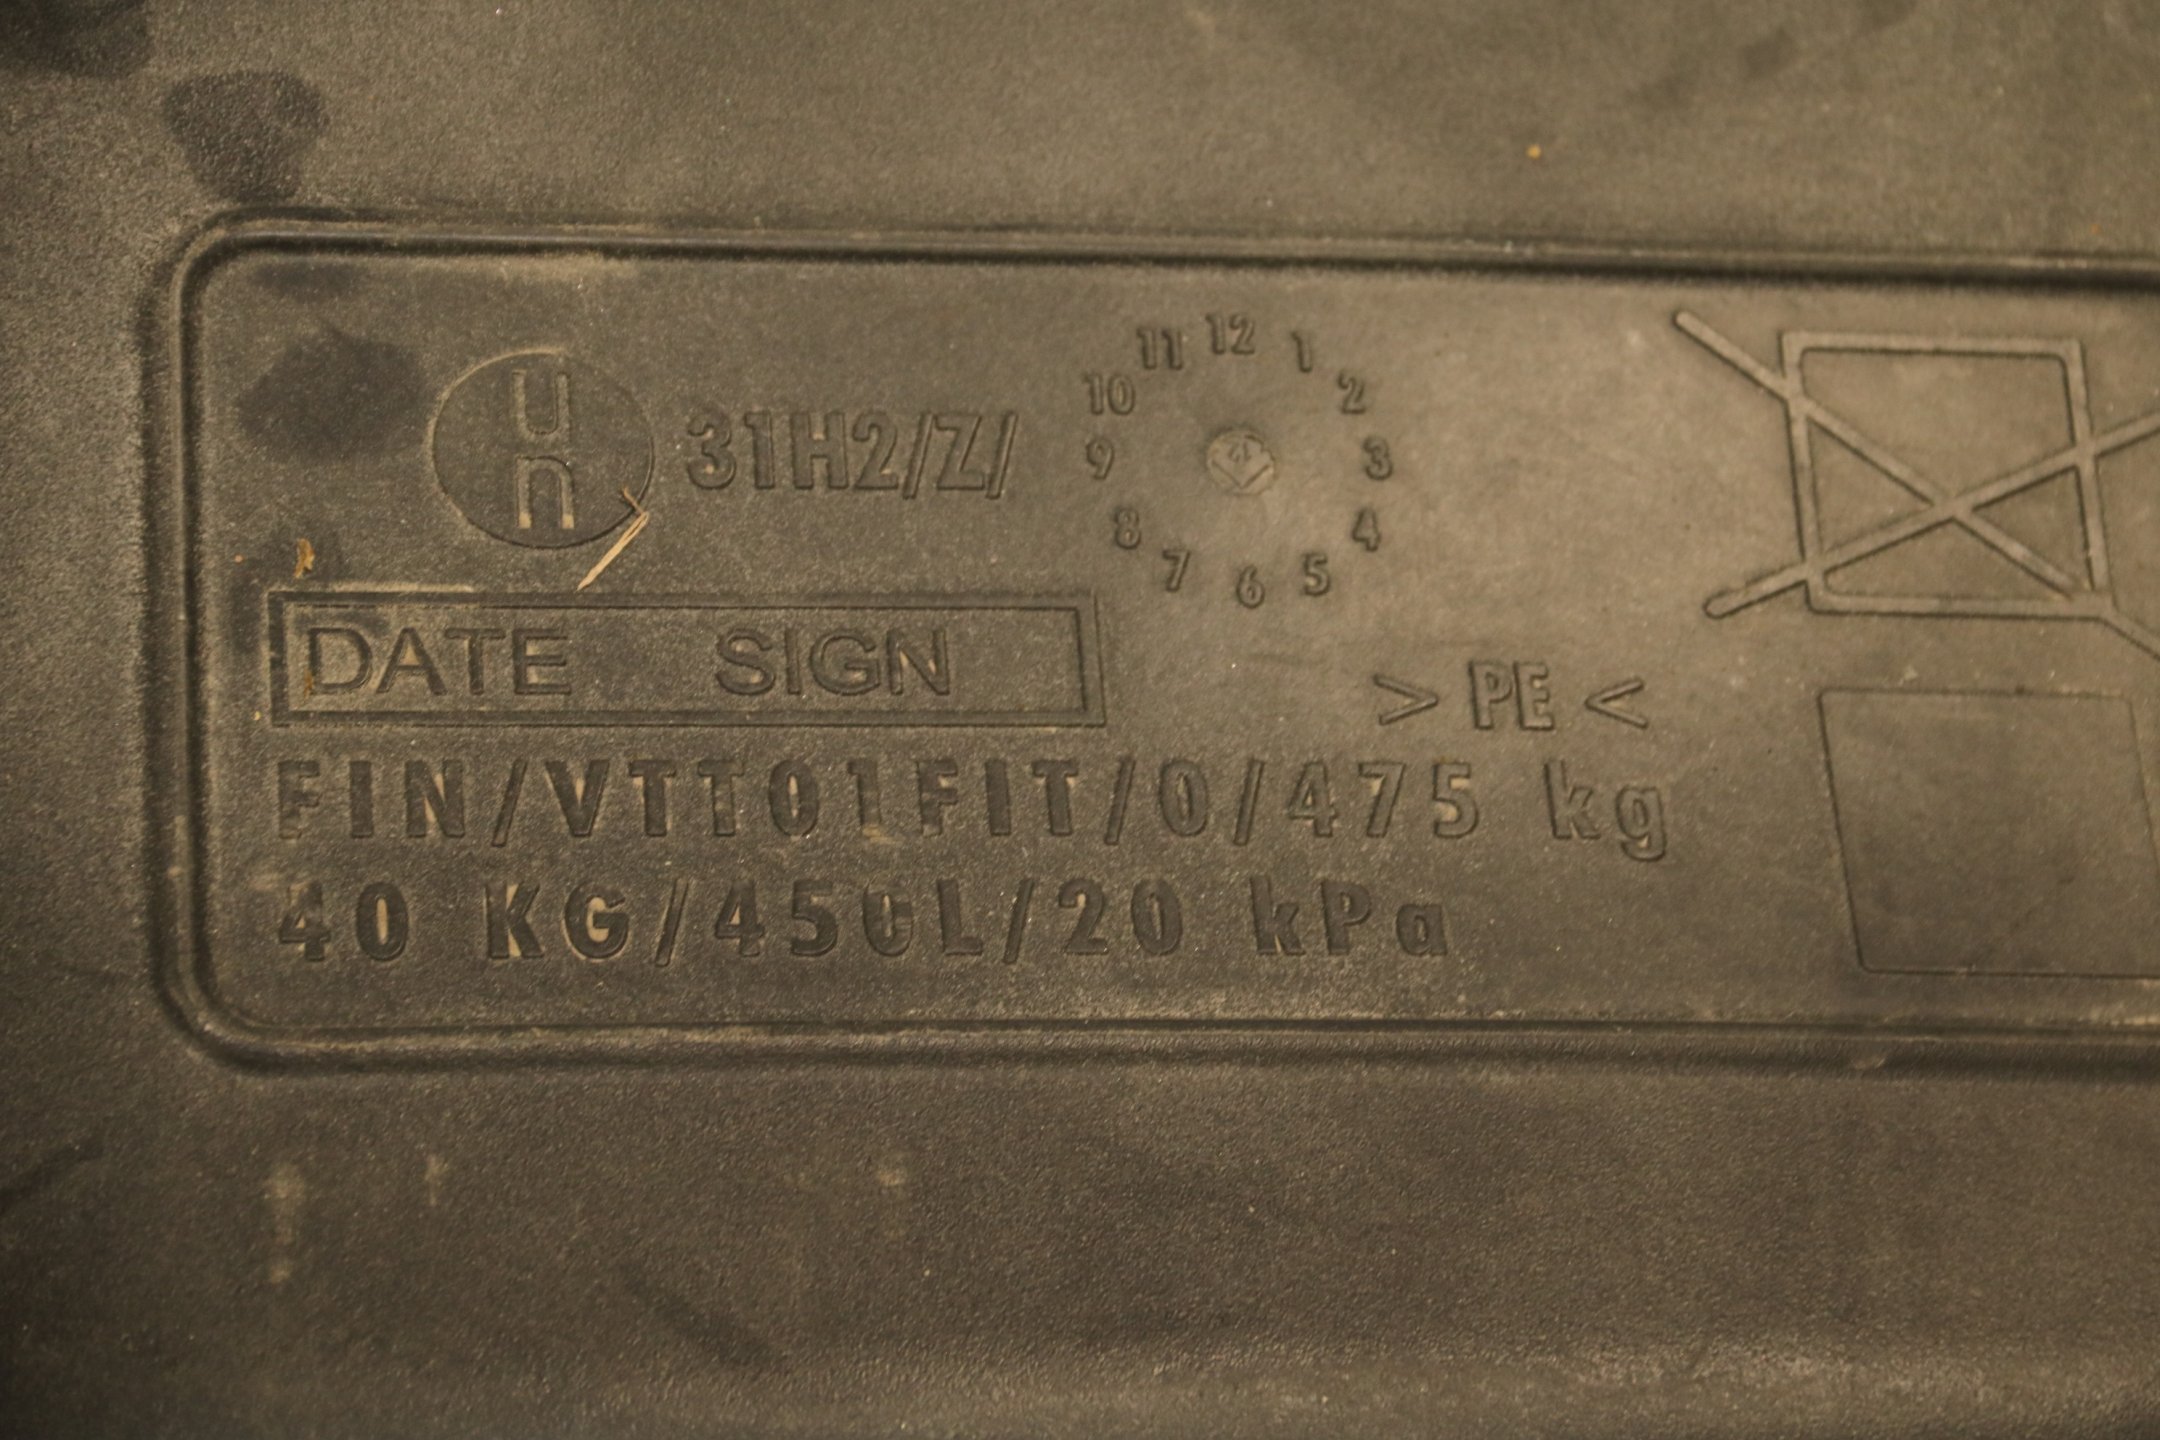 un 31H2/Z/
12 1 2 3 4 5 6 7 8 9 10 11
DATE SIGN
> PE <
FIN/VTT01FIT/0/475 kg
40 KG/450L/20 kPa